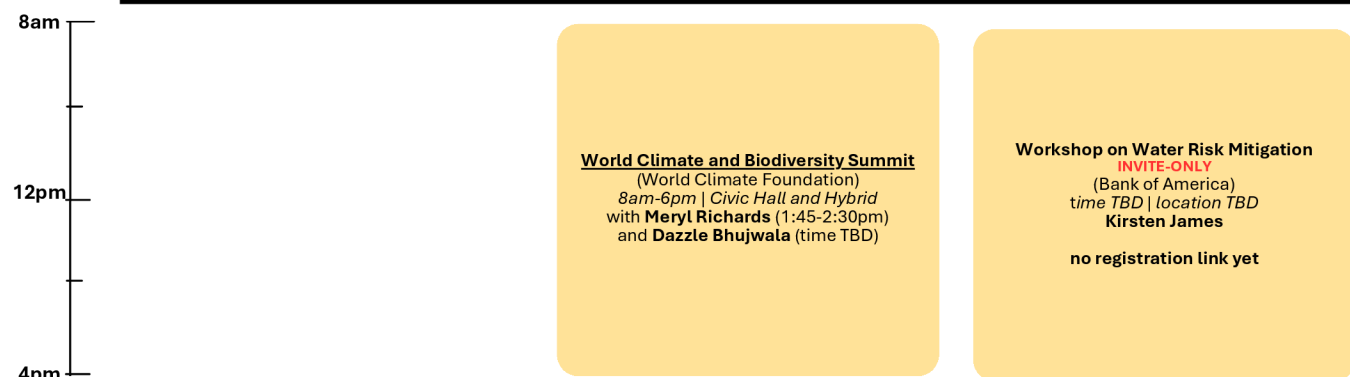 8am
12pm
4pm
World Climate and Biodiversity Summit
(World Climate Foundation)
8am-6pm | Civic Hall and Hybrid
with Meryl Richards (1:45-2:30pm)
and Dazzle Bhujwala (time TBD)
Workshop on Water Risk Mitigation
INVITE-ONLY
(Bank of America)
time TBD | location TBD
Kirsten James
no registration link yet